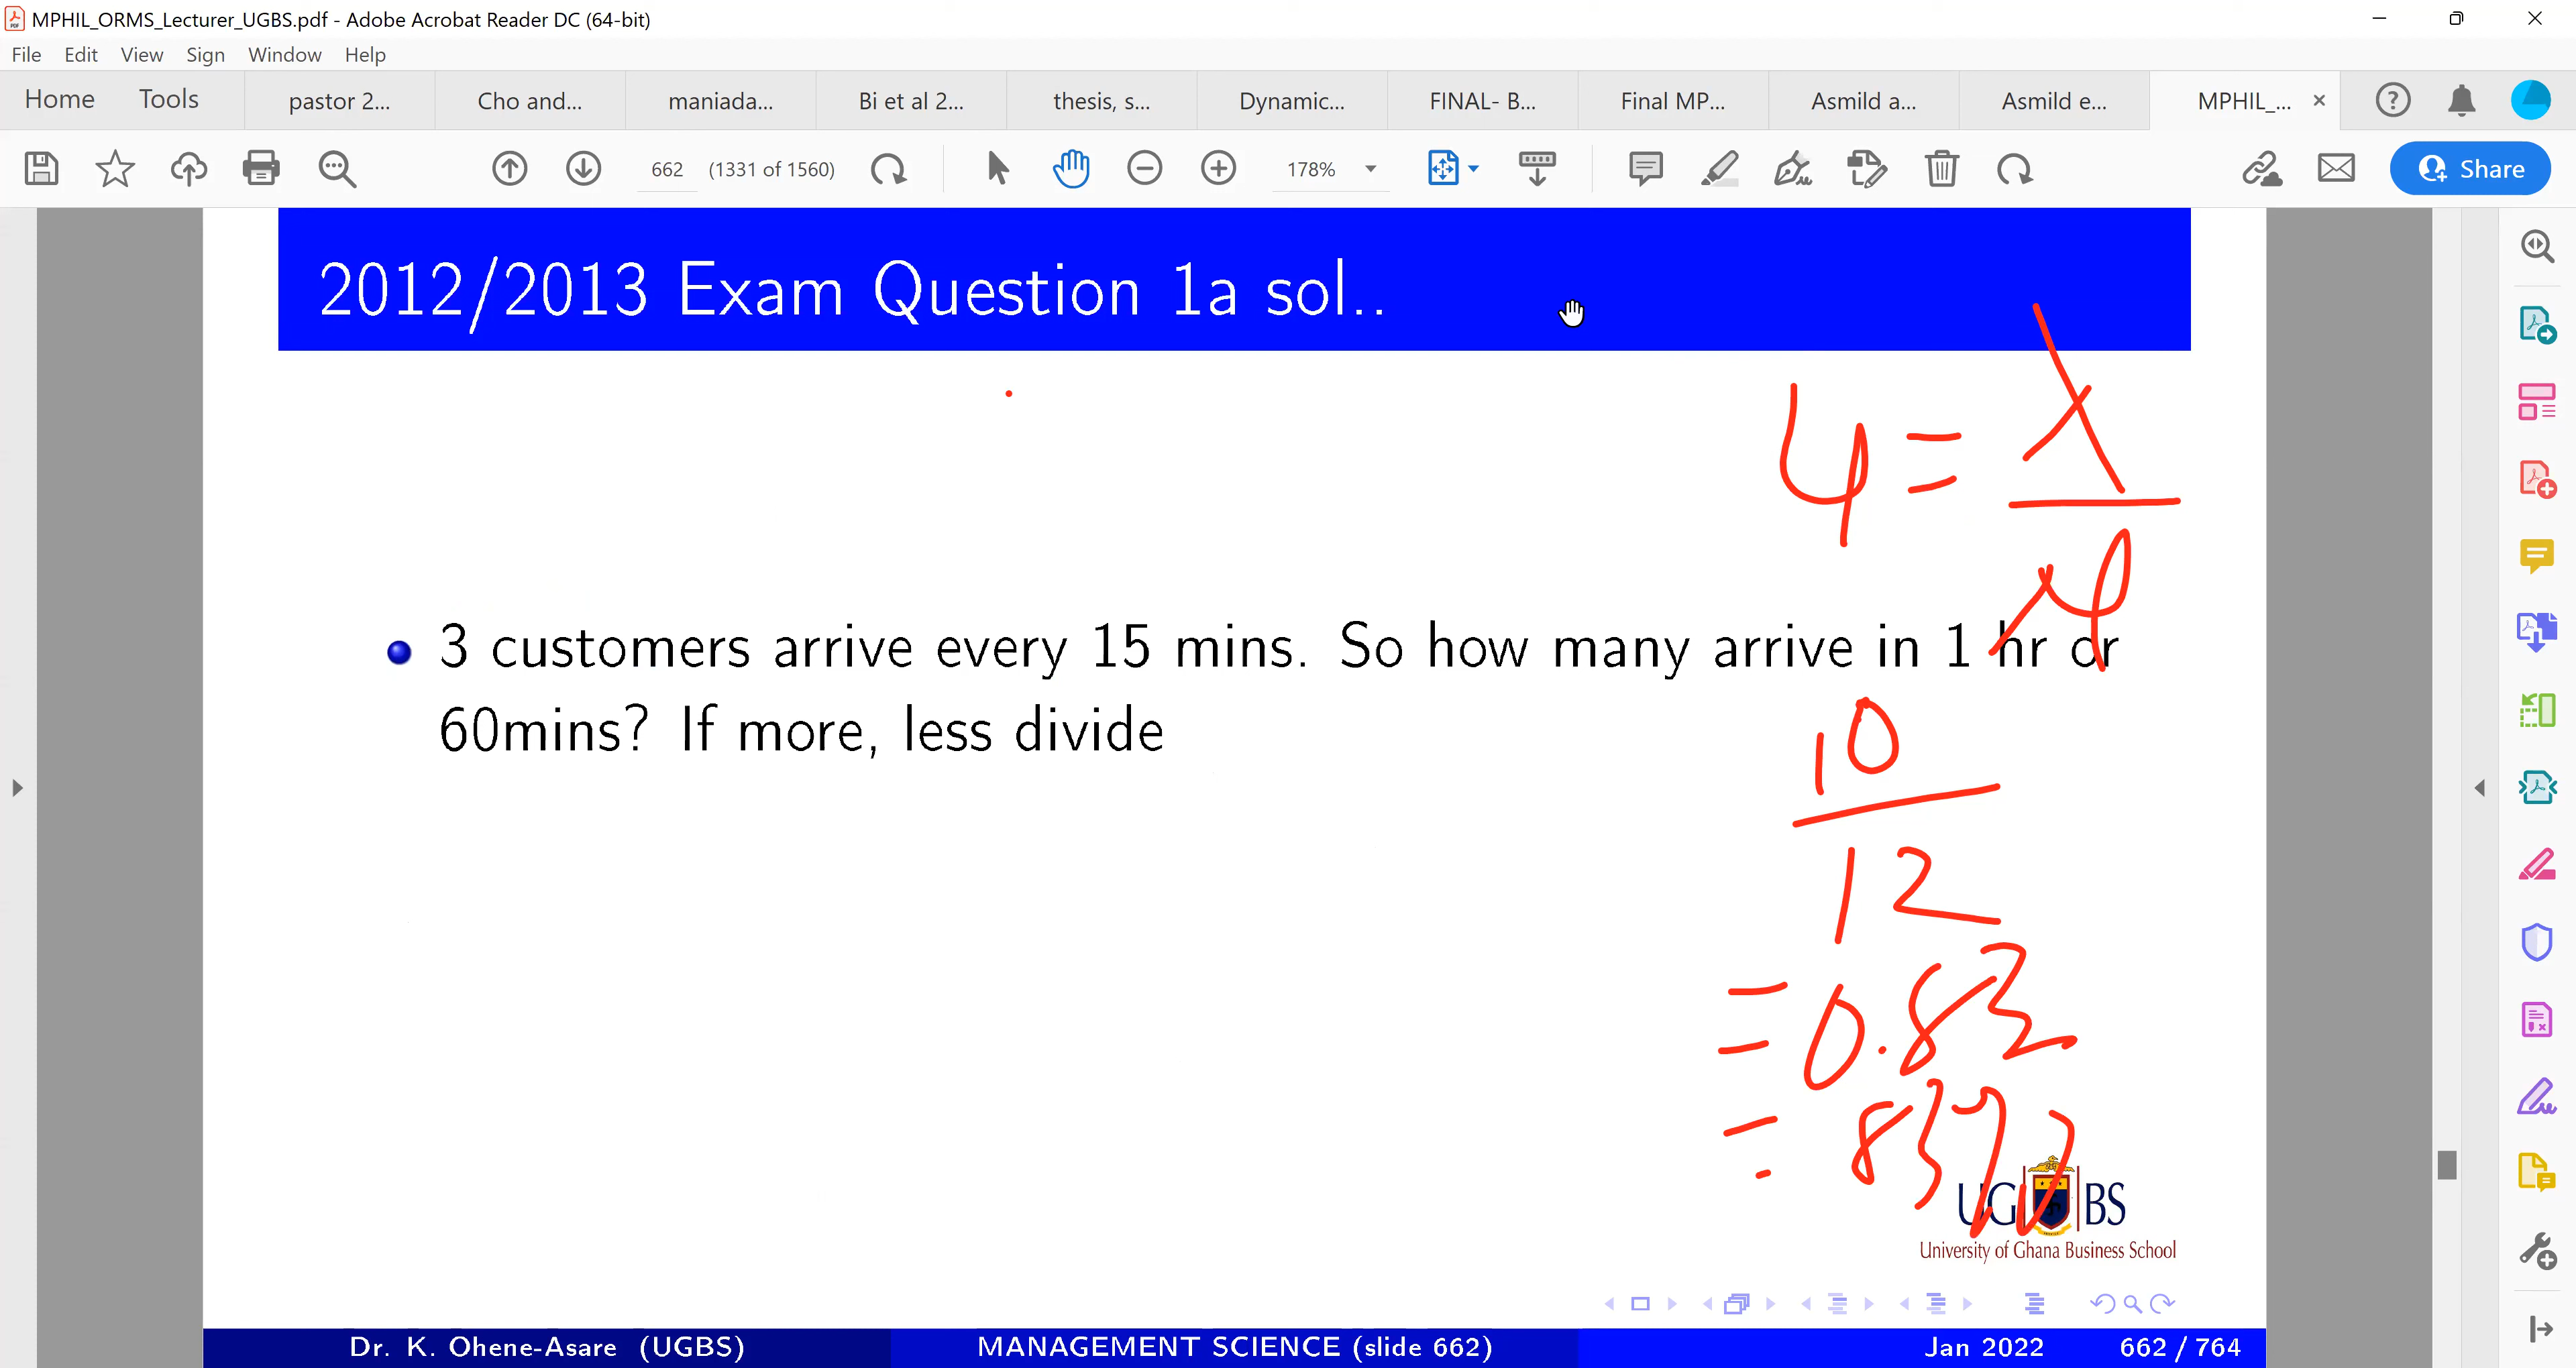 MPHIL_ORMS_Lecturer_UGBS.pdf - Adobe Acrobat Reader DC (64-bit)
File Edit View Sign Window Help
Home Tools pastor 2... Cho and... maniada... Bi et al 2... thesis, s... Dynamic... FINAL- B... Final MP... Asmild a... Asmild e... MPHIL_...
662 (1331 of 1560) 178% Share
2012/2013 Exam Question 1a sol..
4 = λ
μ
3 customers arrive every 15 mins. So how many arrive in 1 hr or
60mins? If more, less divide
10
12
= 0.83
= 83%
UG BS
University of Ghana Business School
Dr. K. Ohene-Asare (UGBS) MANAGEMENT SCIENCE (slide 662) Jan 2022 662 / 764